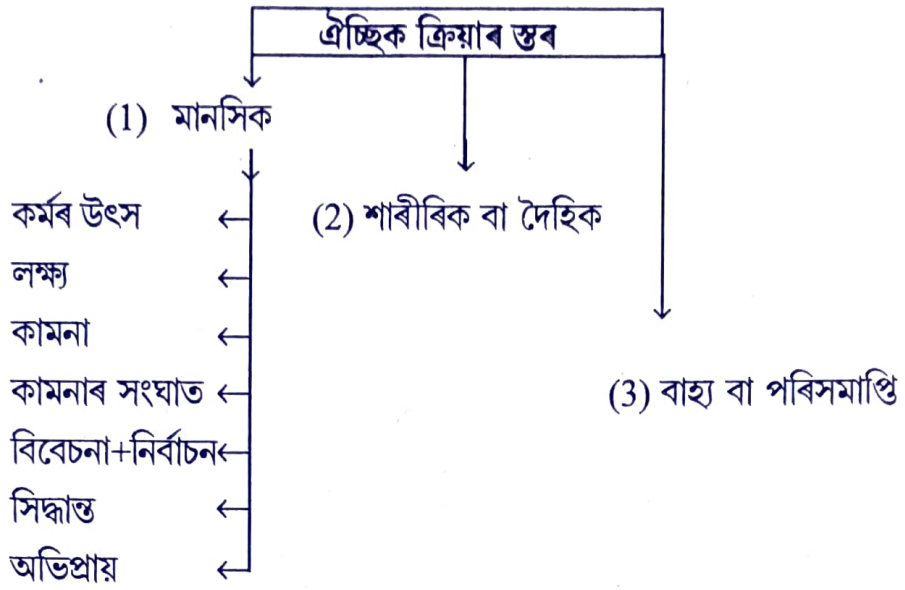 ঐচ্ছিক ক্ৰিয়াৰ স্তৰ
(1) মানসিক
কৰ্মৰ উৎস
(2) শাৰীৰিক বা দৈহিক
লক্ষ্য
কামনা
কামনাৰ সংঘাত
(3) বাহ্য বা পৰিসমাপ্তি
বিবেচনা+নিৰ্বাচন
সিদ্ধান্ত
অভিপ্ৰায়